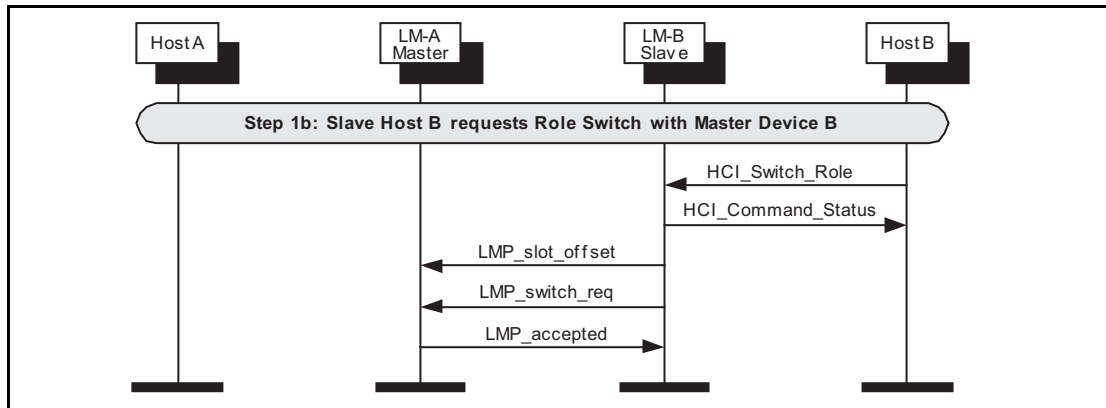 Host A
LM-A
Master
LM-B
Slave
Host B
Step 1b: Slave Host B requests Role Switch with Master Device B
HCI_Switch_Role
HCI_Command_Status
LMP_slot_offset
LMP_switch_req
LMP_accepted